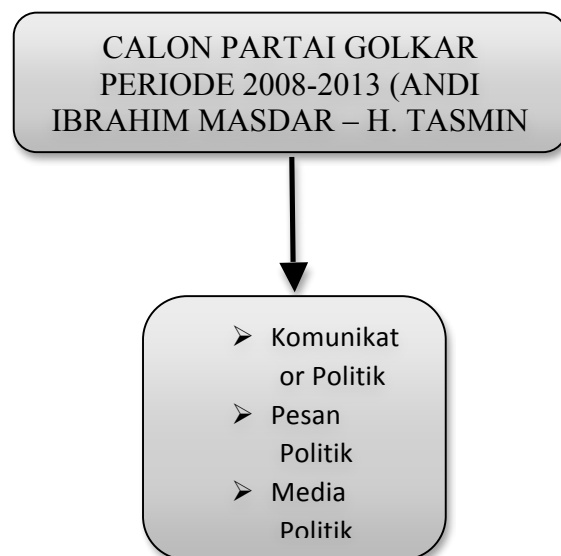 CALON PARTAI GOLKAR
PERIODE 2008-2013 (ANDI
IBRAHIM MASDAR – H. TASMIN
➢ Komunikat
or Politik
➢ Pesan
Politik
➢ Media
Politik